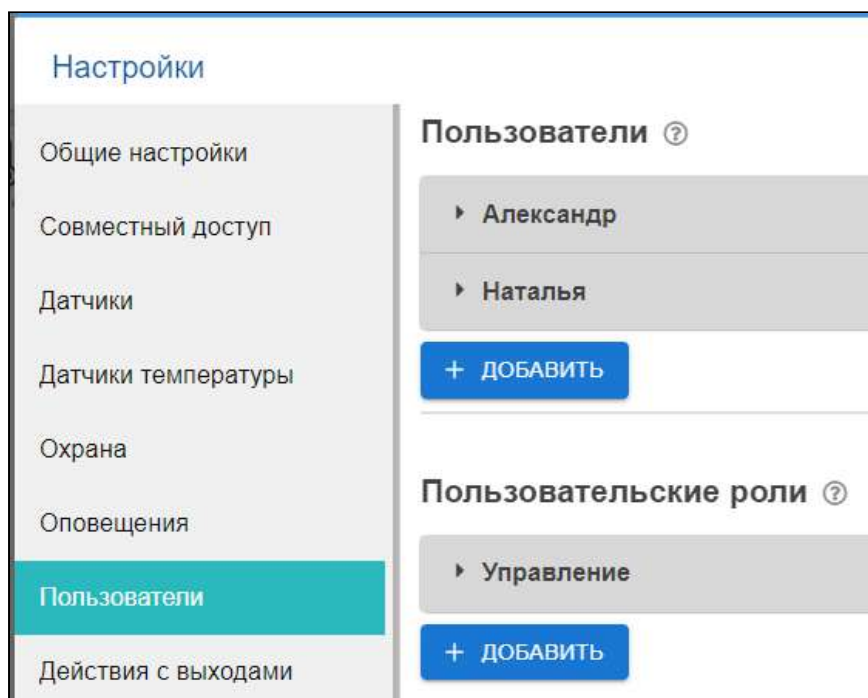 Настройки
Общие настройки
Совместный доступ
Датчики
Датчики температуры
Охрана
Оповещения
Пользователи
Действия с выходами
Пользователи ?
Александр
Наталья
+ ДОБАВИТЬ
Пользовательские роли ?
Управление
+ ДОБАВИТЬ